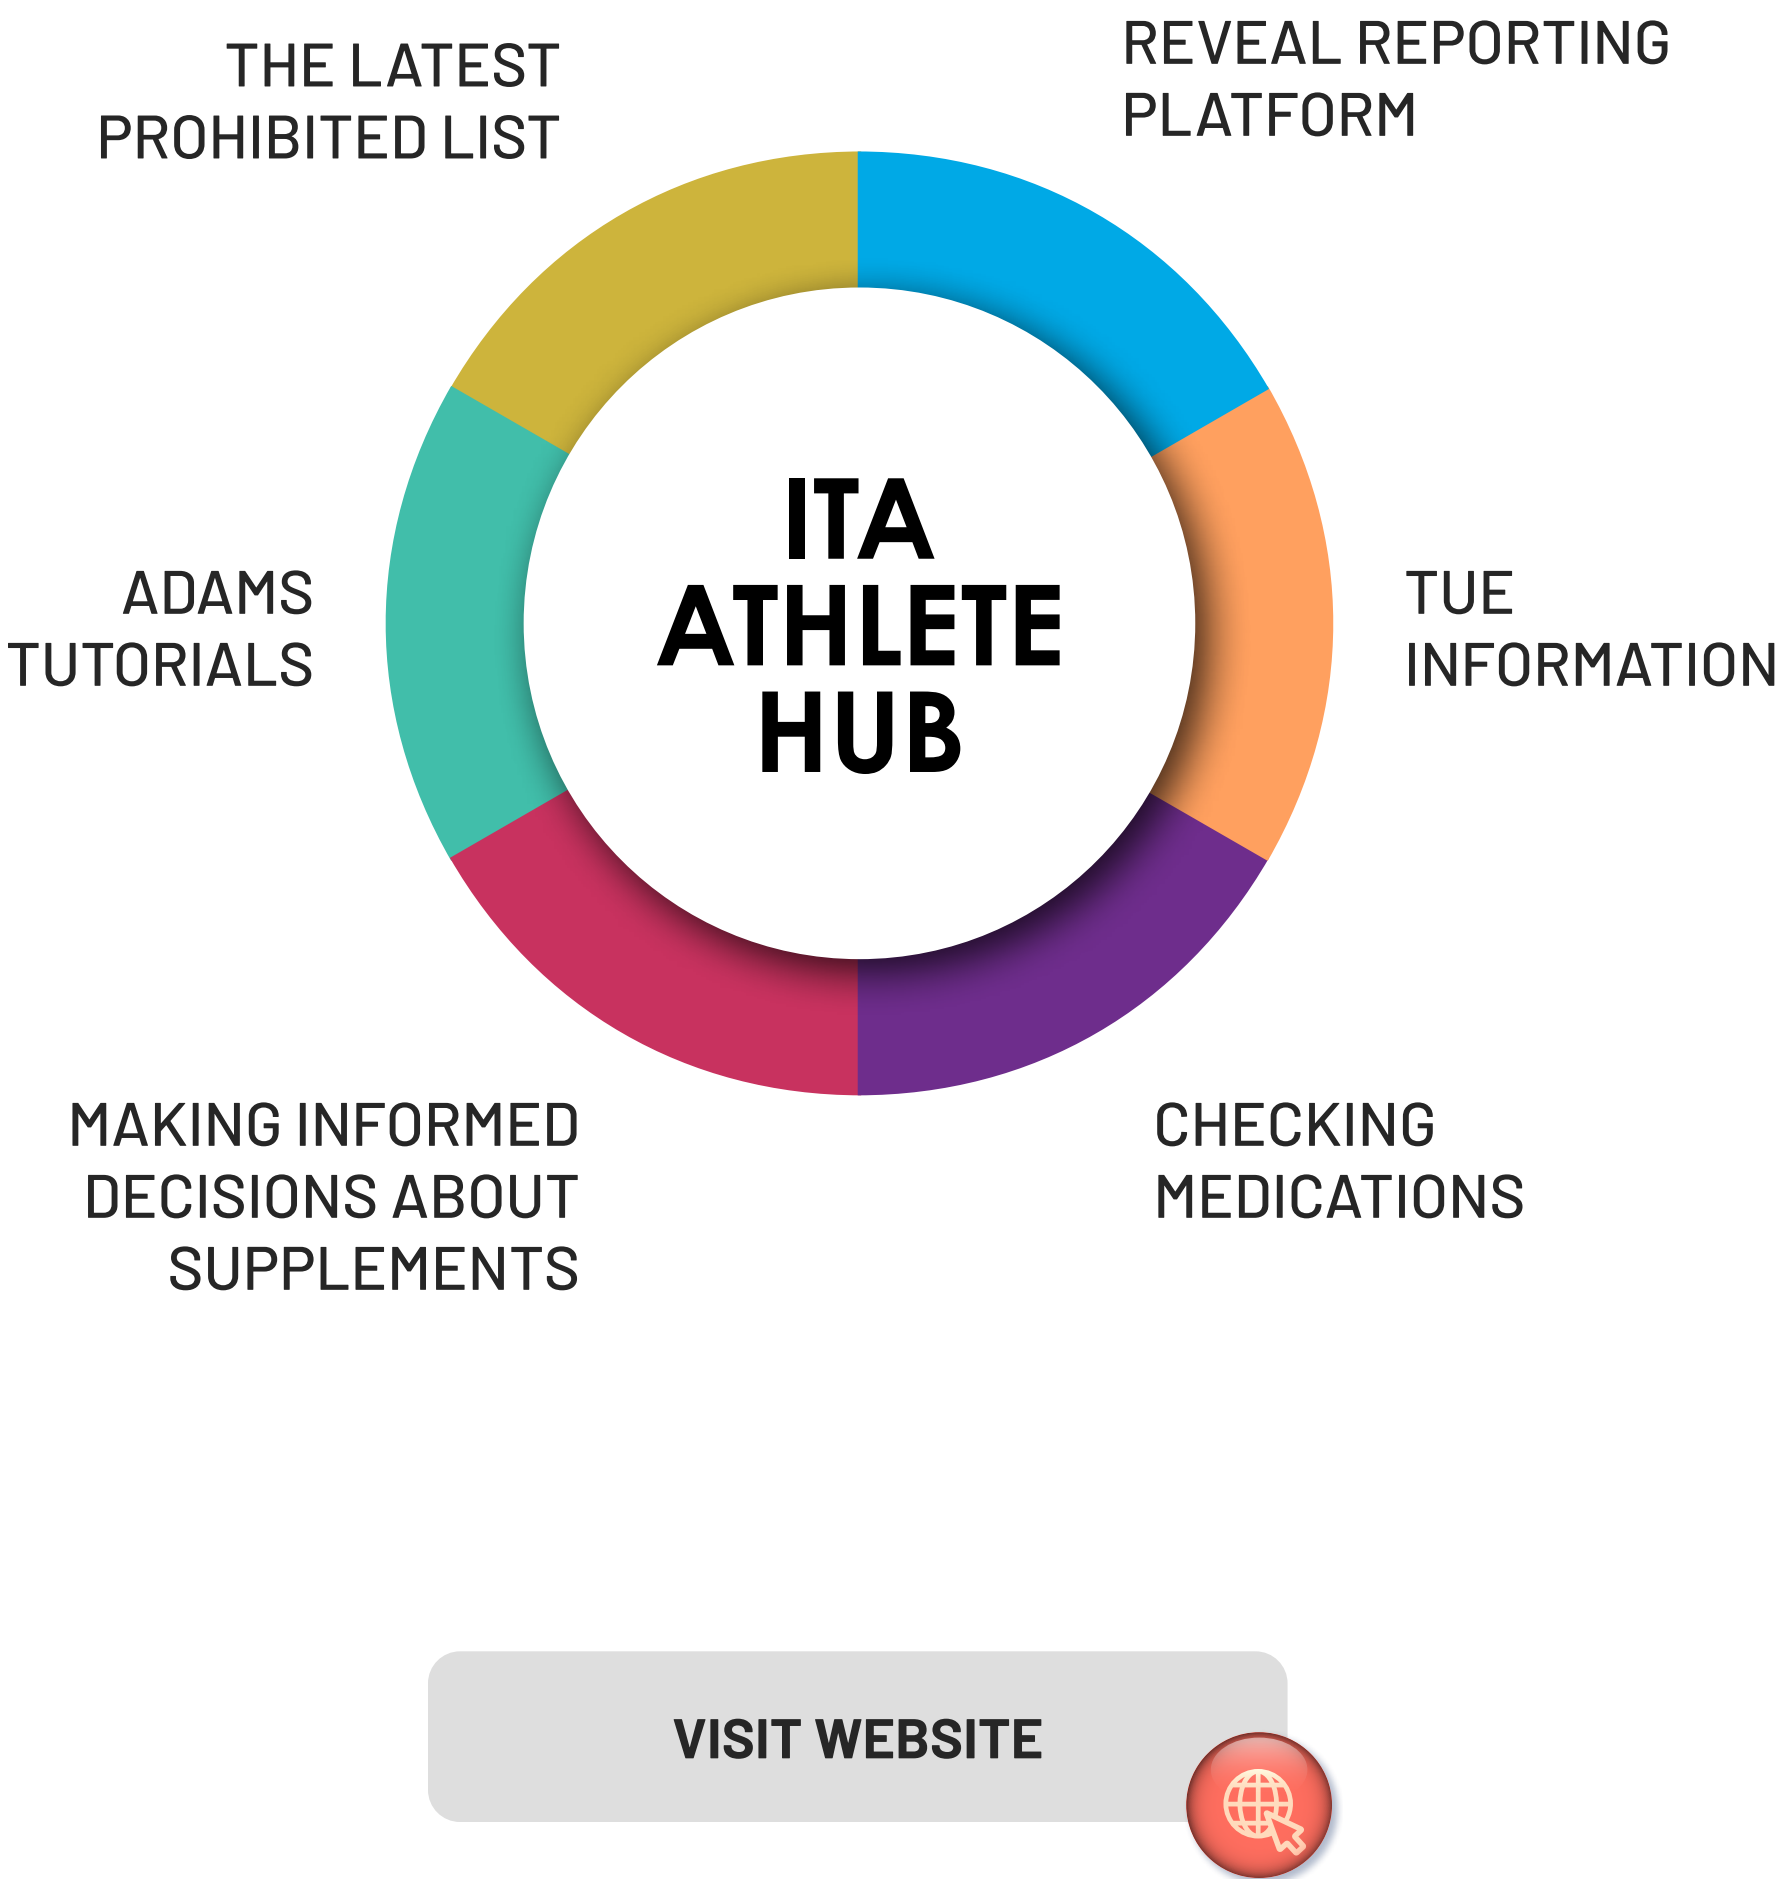 THE LATEST
PROHIBITED LIST
REVEAL REPORTING
PLATFORM
ITA
ATHLETE
HUB
ADAMS
TUTORIALS
TUE
INFORMATION
MAKING INFORMED
DECISIONS ABOUT
SUPPLEMENTS
CHECKING
MEDICATIONS
VISIT WEBSITE